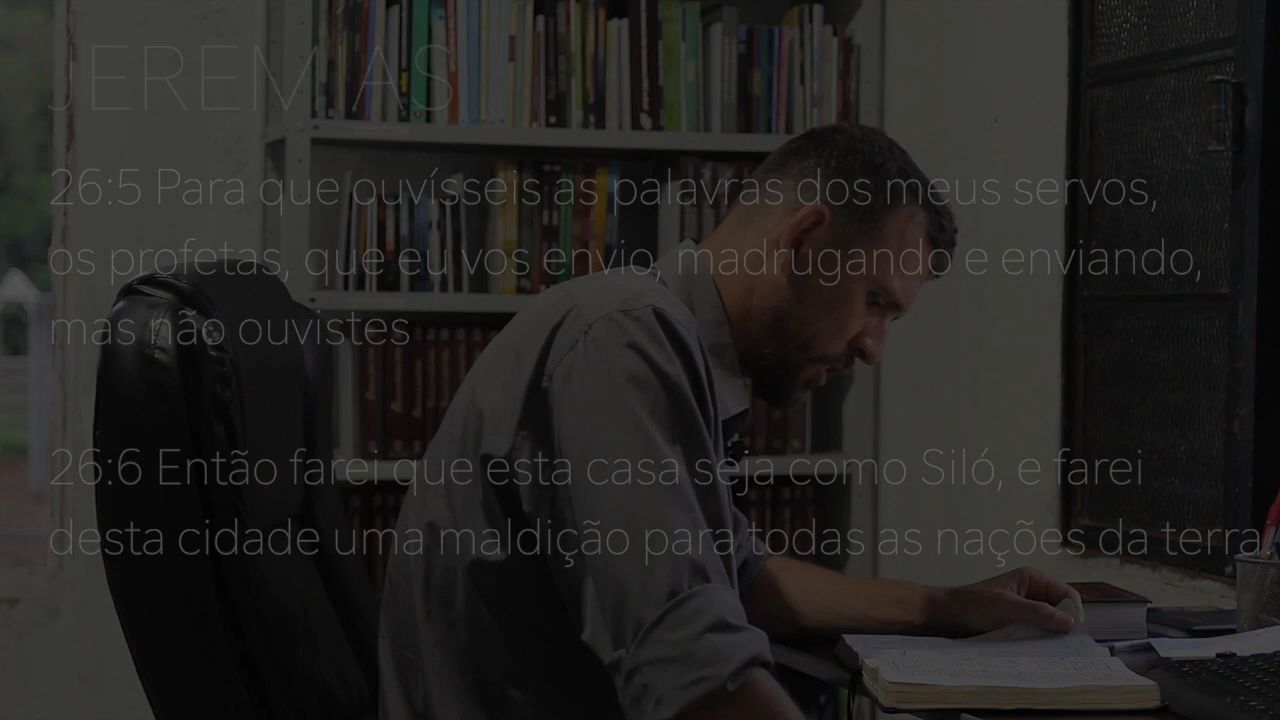 JEREMIAS
26:5 Para que ouvísseis as palavras dos meus servos,
os profetas, que eu vos envio, madrugando e enviando,
mas não ouvistes
26:6 Então farei que esta casa seja como Siló, e farei
desta cidade uma maldição para todas as nações da terra